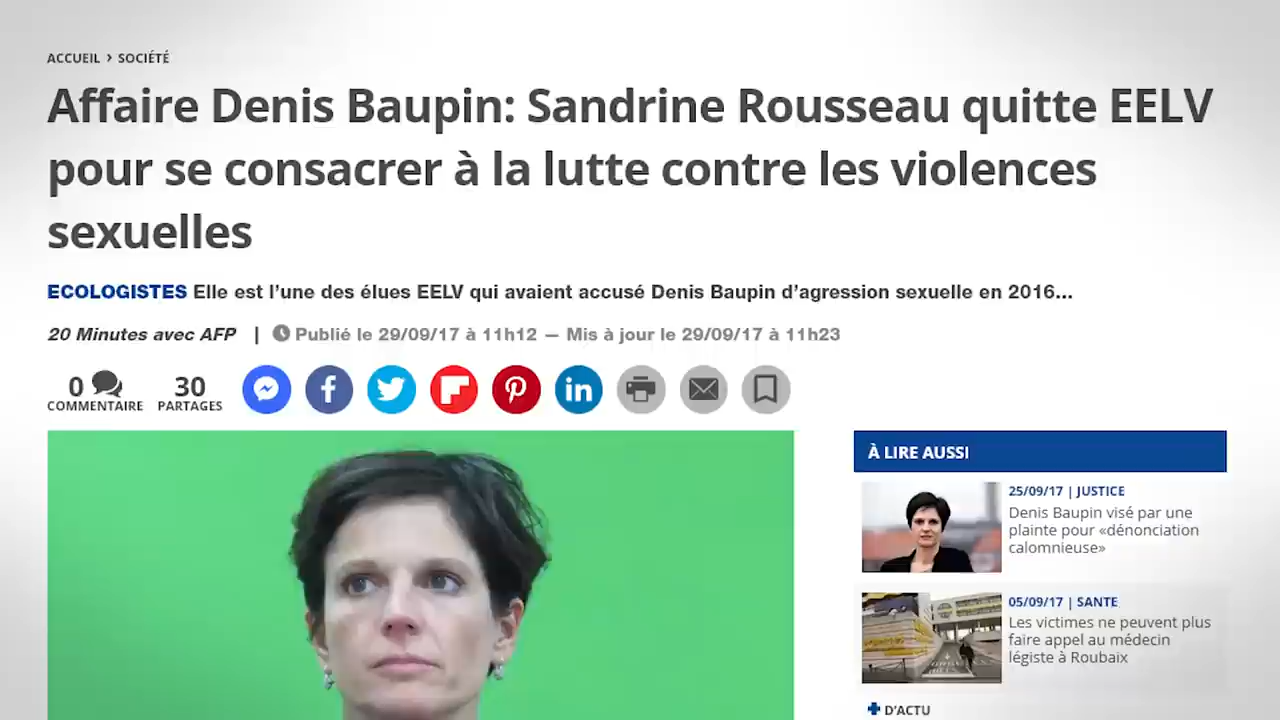 ACCUEIL > SOCIÉTÉ
Affaire Denis Baupin: Sandrine Rousseau quitte EELV
pour se consacrer à la lutte contre les violences
sexuelles
ECOLOGISTES Elle est l’une des élues EELV qui avaient accusé Denis Baupin d’agression sexuelle en 2016...
20 Minutes avec AFP | Publié le 29/09/17 à 11h12 — Mis à jour le 29/09/17 à 11h23
0
COMMENTAIRE
30
PARTAGES
À LIRE AUSSI
25/09/17 | JUSTICE
Denis Baupin visé par une
plainte pour «dénonciation
calomnieuse»
05/09/17 | SANTE
Les victimes ne peuvent plus
faire appel au médecin
légiste à Roubaix
D’ACTU